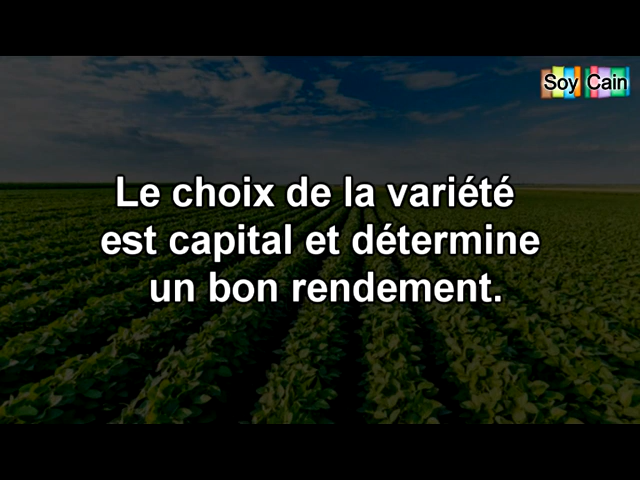 Soy Cain
Le choix de la variété
est capital et détermine
un bon rendement.